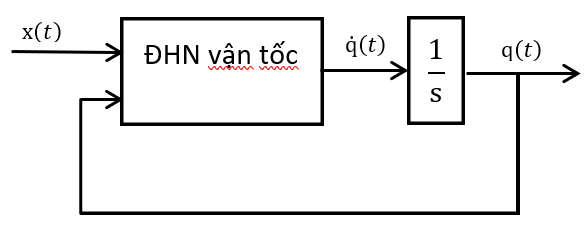 x(t)
ĐHN vận tốc
q̇(t)
1
s
q(t)